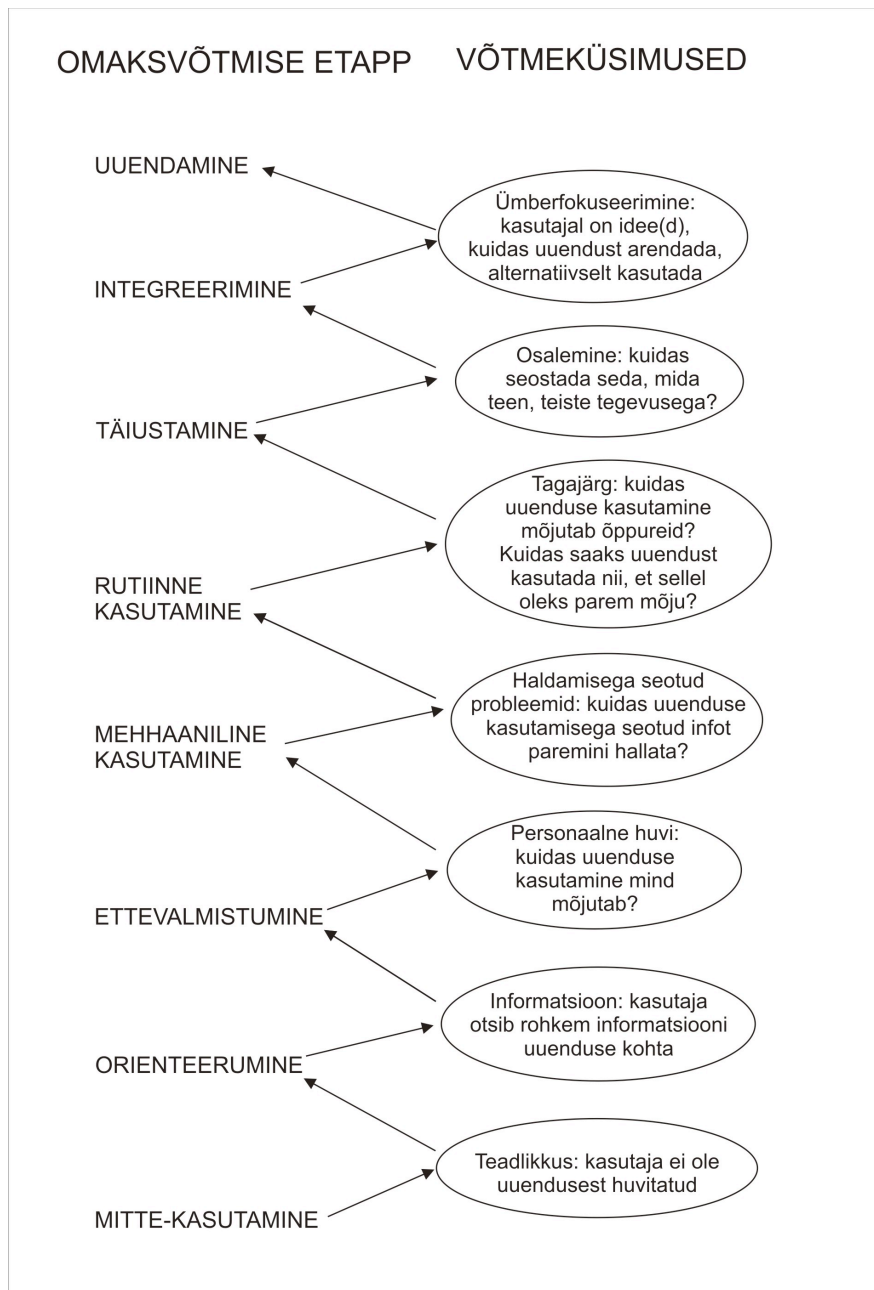 OMAKSVÕTMISE ETAPP
VÕTMEKÜSIMUSED
UUENDAMINE
Ümberfokuseerimine:
kasutajal on idee(d),
kuidas uuendust arendada,
alternatiivselt kasutada
INTEGREERIMINE
Osalemine: kuidas
seostada seda, mida
teen, teiste tegevusega?
TÄIUSTAMINE
Tagajärg: kuidas
uuenduse kasutamine
mõjutab õppureid?
Kuidas saaks uuendust
kasutada nii, et sellel
oleks parem mõju?
RUTIINNE
KASUTAMINE
Haldamisega seotud
probleemid: kuidas uuenduse
kasutamisega seotud infot
paremini hallata?
MEHHAANILINE
KASUTAMINE
Personaalne huvi:
kuidas uuenduse
kasutamine mind
mõjutab?
ETTEVALMISTUMINE
Informatsioon: kasutaja
otsib rohkem informatsiooni
uuenduse kohta
ORIENTEERUMINE
Teadlikkus: kasutaja ei ole
uuendusest huvitatud
MITTE-KASUTAMINE